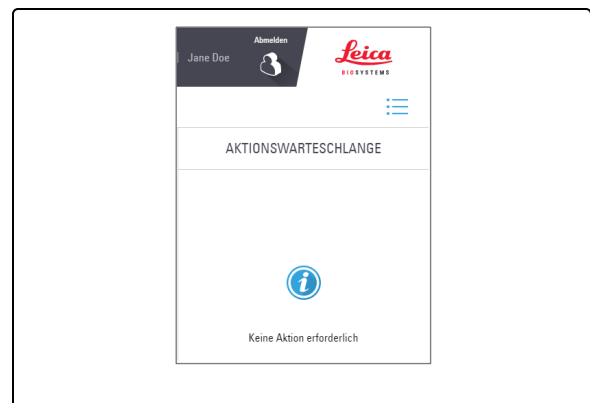 Abmelden
Jane Doe
Leica
BIOSYSTEMS
AKTIONSWARTESCHLANGE
Keine Aktion erforderlich